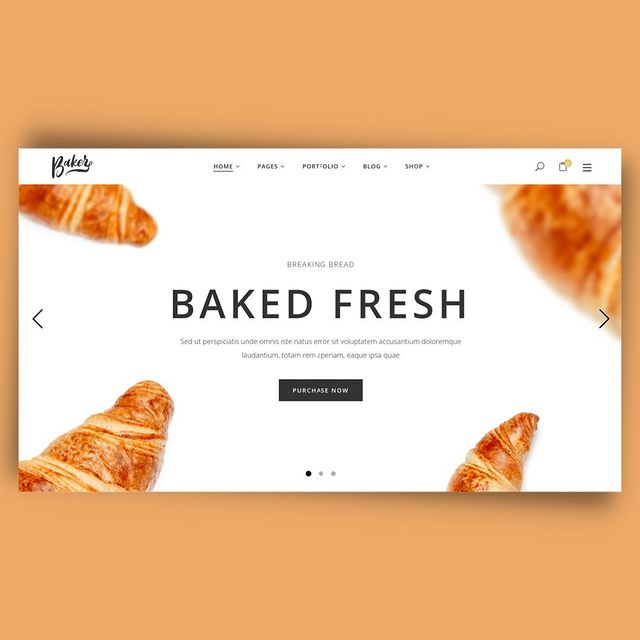 Baker
HOME PAGES PORTFOLIO BLOG SHOP
BREAKING BREAD
BAKED FRESH
Sed ut perspiciatis unde omnis iste natus error sit voluptatem accusantium doloremque
laudantium, totam rem aperiam, eaque ipsa quae
PURCHASE NOW